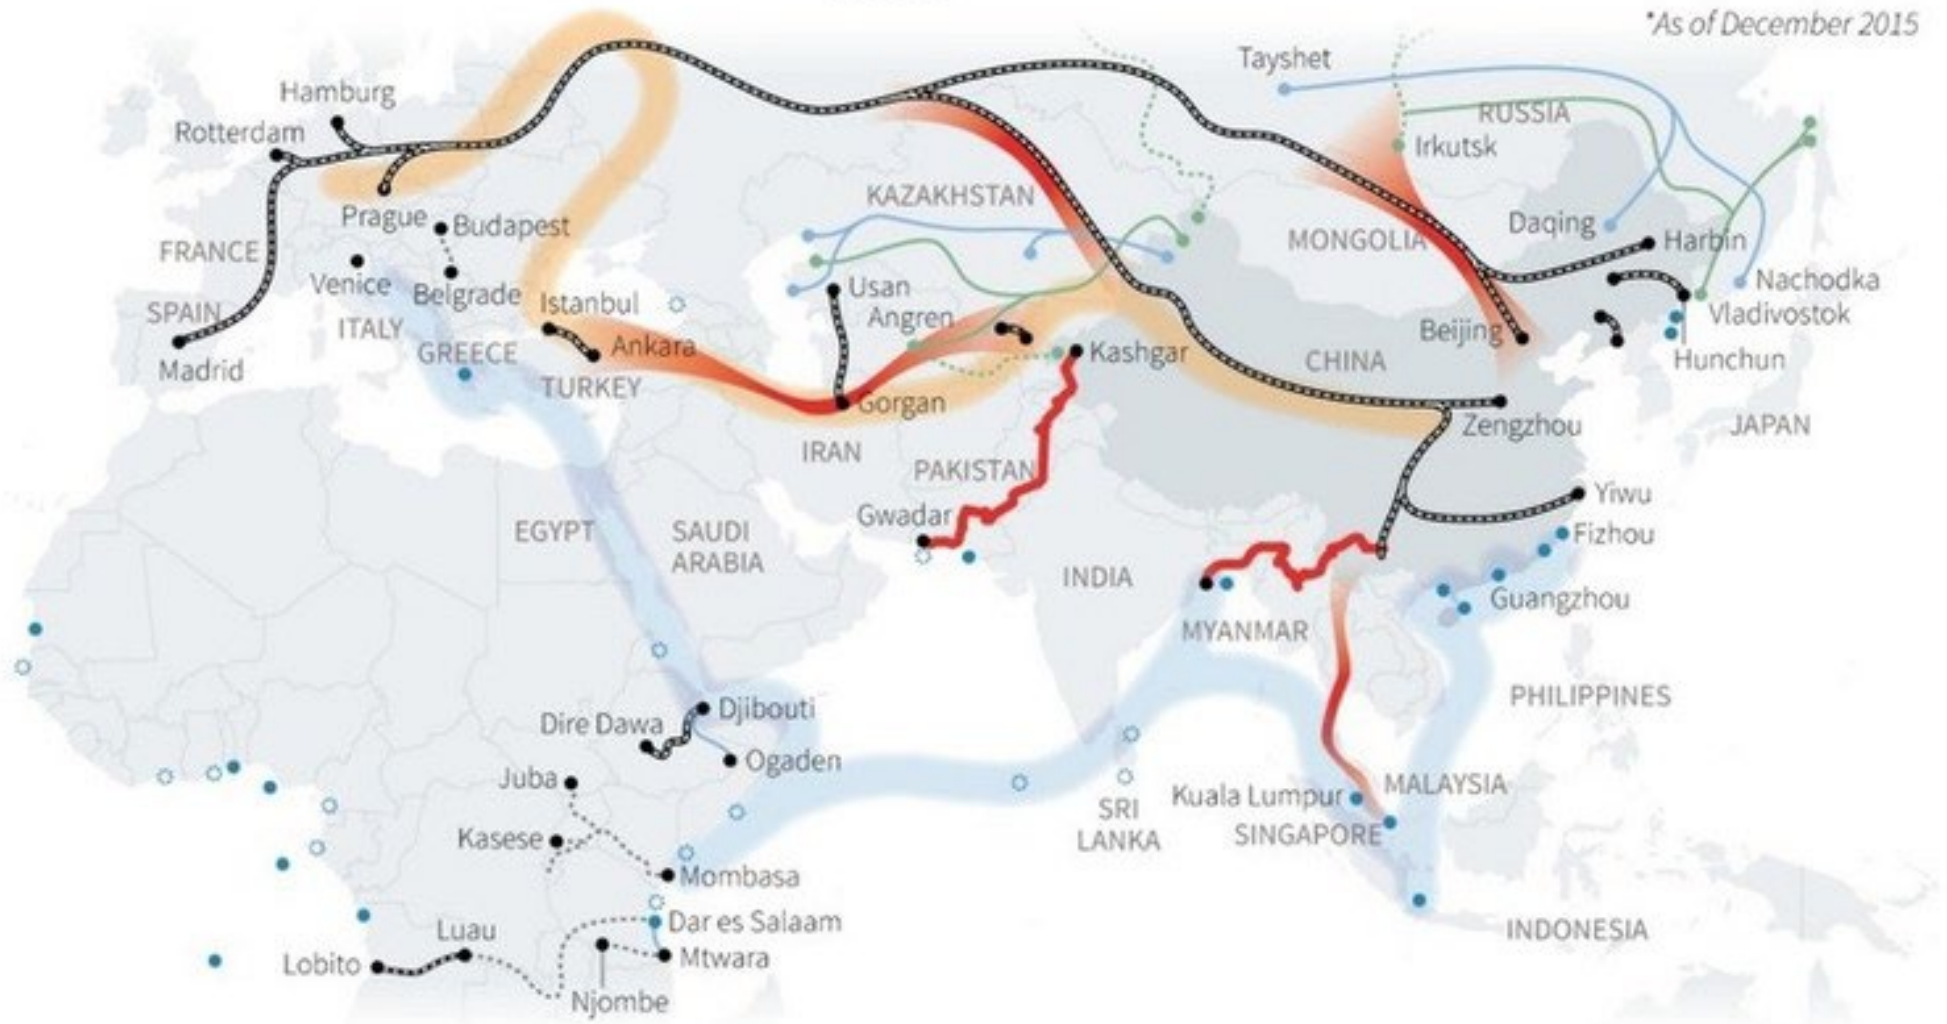 *As of December 2015
Tayshet
Hamburg
Rotterdam
RUSSIA
Irkutsk
KAZAKHSTAN
Prague
Budapest
Daqing
Harbin
FRANCE
MONGOLIA
Venice
Belgrade
Usan
Nachodka
Istanbul
SPAIN
ITALY
Angren
Vladivostok
Beijing
Ankara
GREECE
Kashgar
CHINA
Hunchun
Madrid
TURKEY
Gorgan
Zengzhou
JAPAN
IRAN
PAKISTAN
Yiwu
Gwadar
EGYPT
SAUDI
ARABIA
Fizhou
INDIA
Guangzhou
MYANMAR
PHILIPPINES
Djibouti
Dire Dawa
Ogaden
Juba
MALAYSIA
Kuala Lumpur
SRI
LANKA
SINGAPORE
Kasese
Mombasa
Dar es Salaam
Luau
INDONESIA
Lobito
Mtwara
Njombe